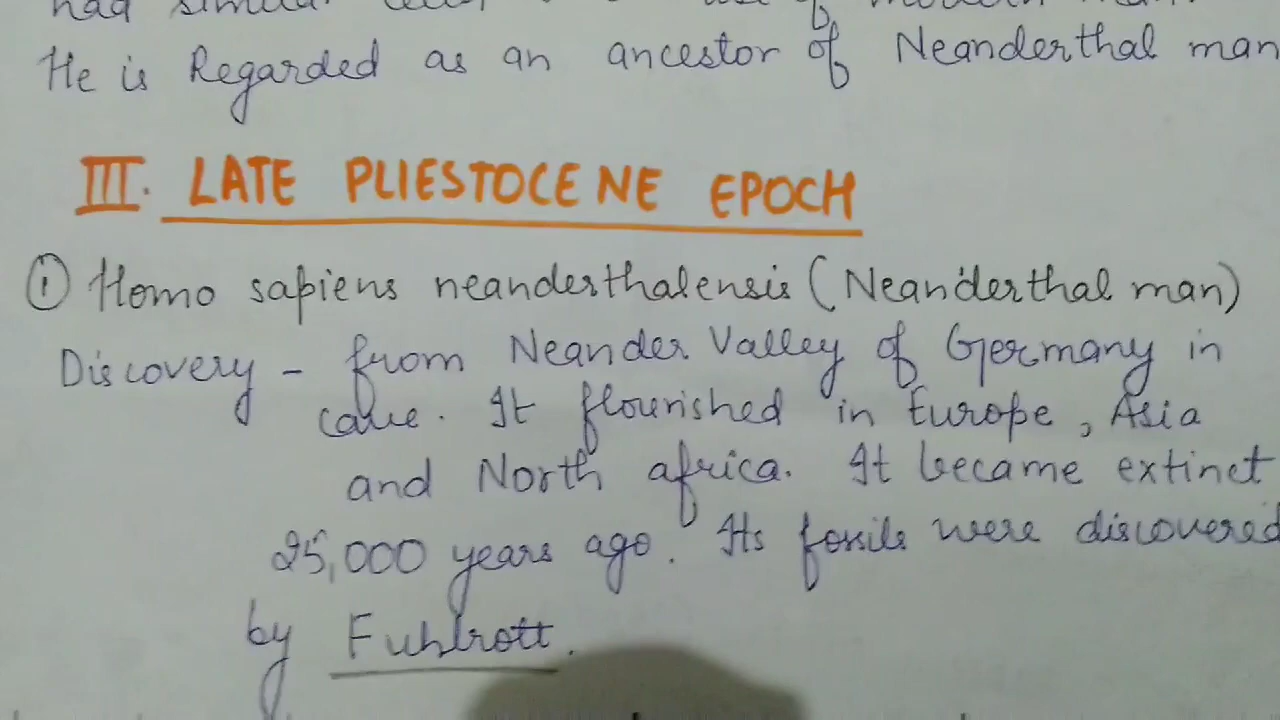 had similar
He is Regarded as an ancestor of Neanderthal man
III. LATE PLIESTOCENE EPOCH
① Homo sapiens neanderthalensis (Neanderthal man)
Discovery - from Neander Valley of Germany in
cave. It flourished in Europe, Asia
and North africa. It became extinct
25,000 years ago. Its fossils were discovered
by Fuhlrott.